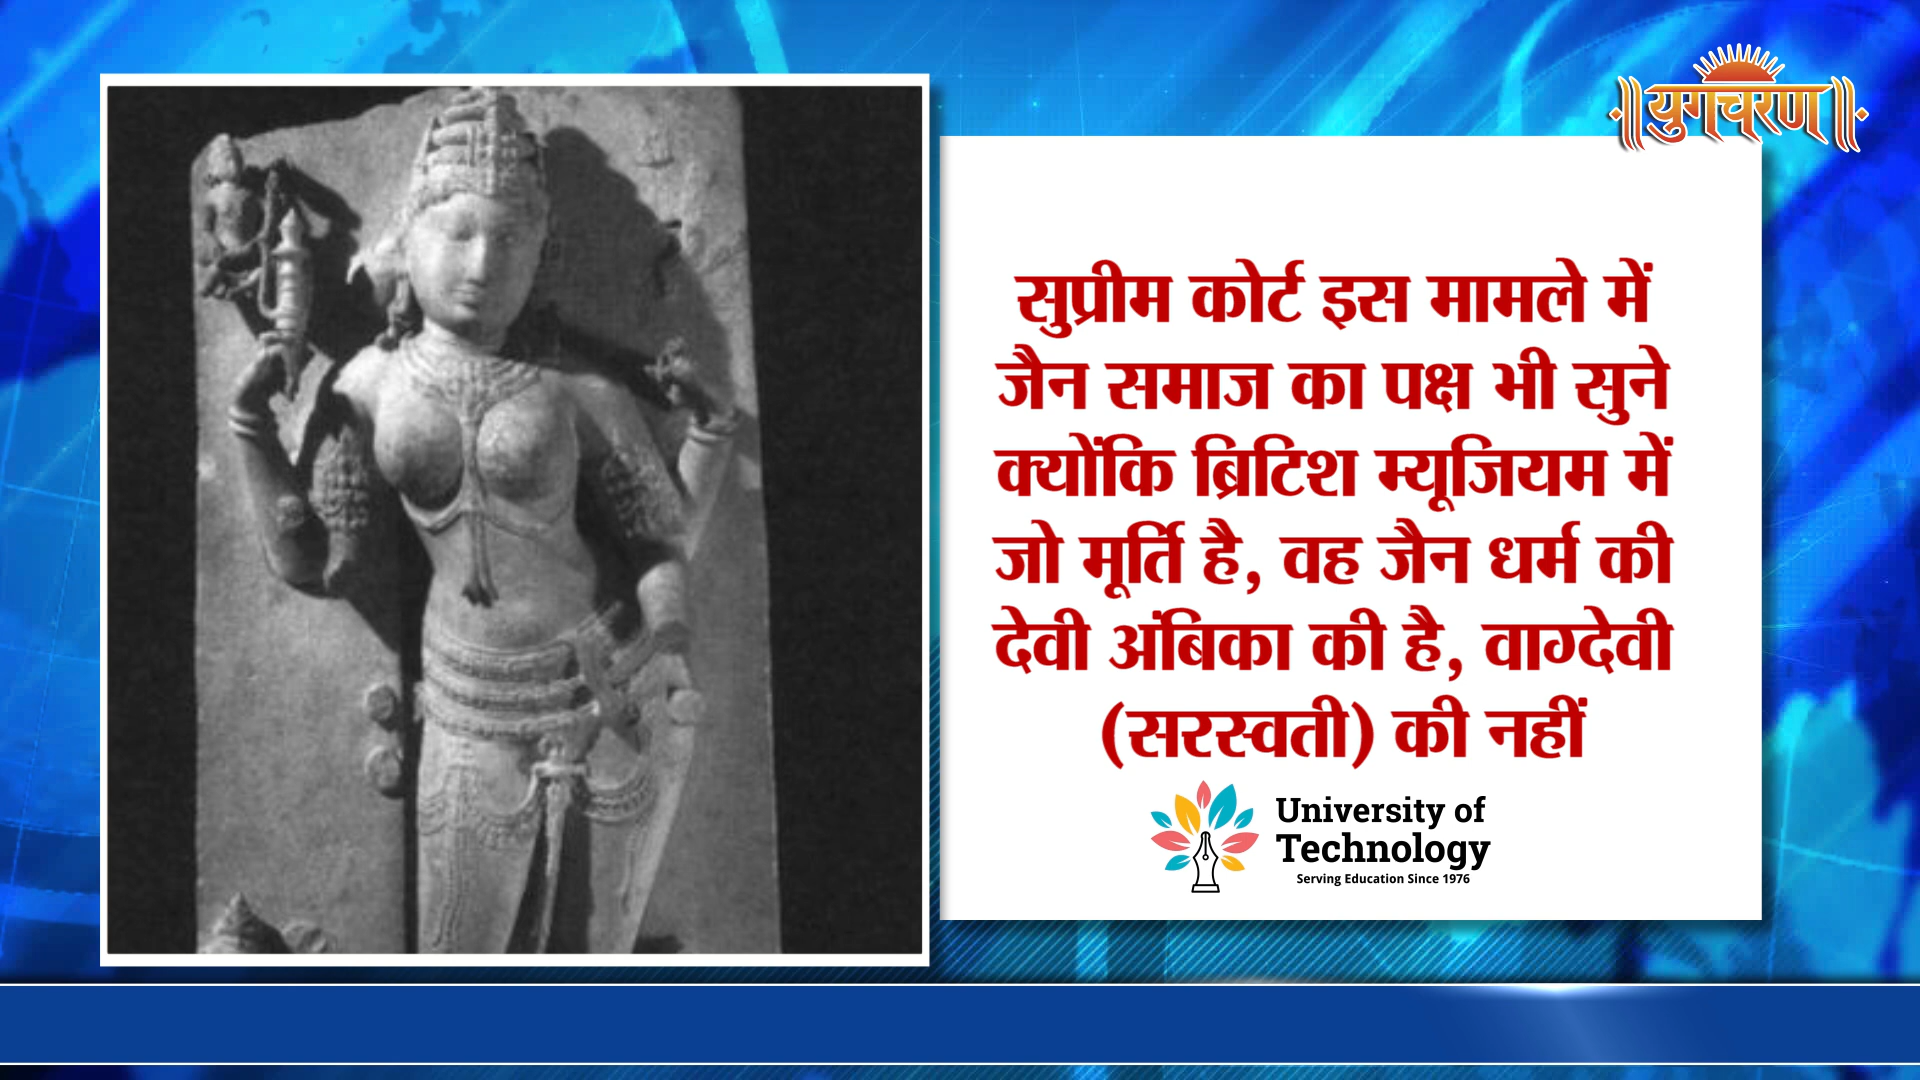 ॥युगचरण॥
सुप्रीम कोर्ट इस मामले में
जैन समाज का पक्ष भी सुने
क्योंकि ब्रिटिश म्यूजियम में
जो मूर्ति है, वह जैन धर्म की
देवी अंबिका की है, वाग्देवी
(सरस्वती) की नहीं
University of
Technology
Serving Education Since 1976